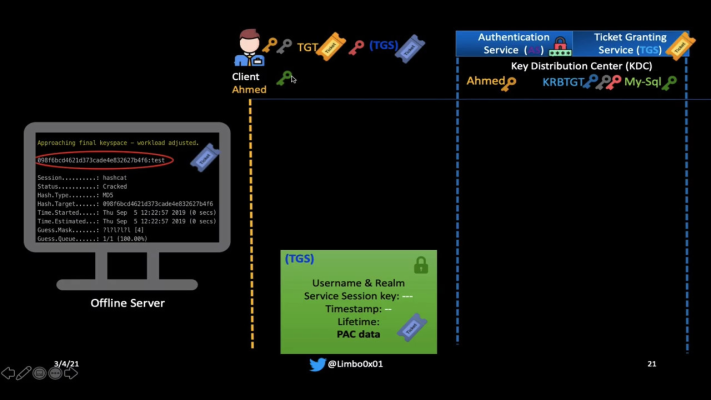 Authentication
Service (AS)
Ticket Granting
Service (TGS)
Key Distribution Center (KDC)
TGT
(TGS)
Client
Ahmed
Ahmed
KRBTGT
My-Sql
Approaching final keyspace - workload adjusted.
098f6bcd4621d373cade4e832627b4f6:test
Session..........: hashcat
Status...........: Cracked
Hash.Type........: MD5
Hash.Target......: 098f6bcd4621d373cade4e832627b4f6
Time.Started.....: Thu Sep 5 12:22:57 2019 (0 secs)
Time.Estimated...: Thu Sep 5 12:22:57 2019 (0 secs)
Guess.Mask.......: ?l?l?l?l [4]
Guess.Queue......: 1/1 (100.00%)
Offline Server
(TGS)
Username & Realm
Service Session key: ---
Timestamp: --
Lifetime:
PAC data
3/4/21
@Limbo0x01
21